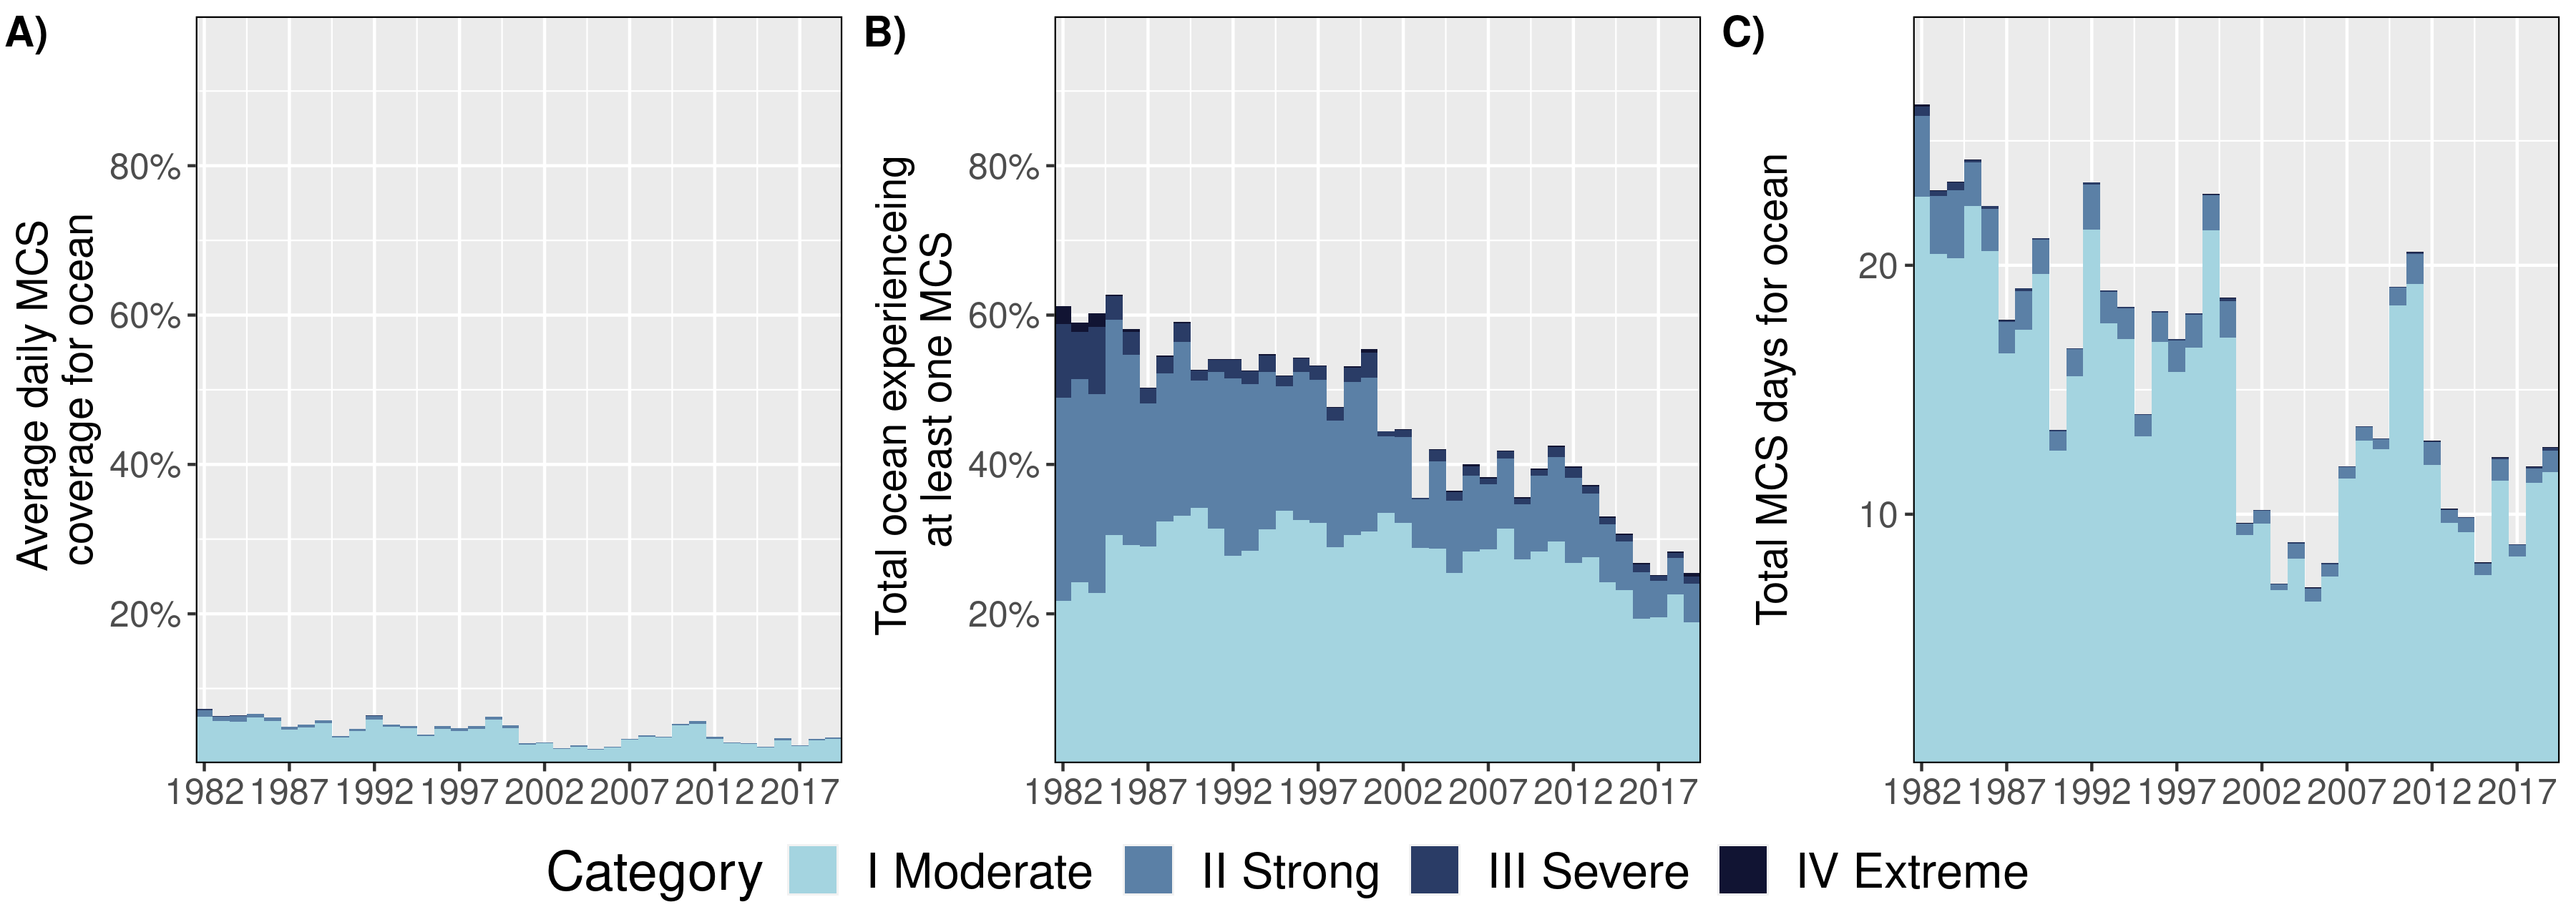 A)
Average daily MCS
coverage for ocean
80%
60%
40%
20%
1982 1987 1992 1997 2002 2007 2012 2017
B)
Total ocean experienceing
at least one MCS
80%
60%
40%
20%
1982 1987 1992 1997 2002 2007 2012 2017
C)
Total MCS days for ocean
20
10
1982 1987 1992 1997 2002 2007 2012 2017
Category I Moderate II Strong III Severe IV Extreme